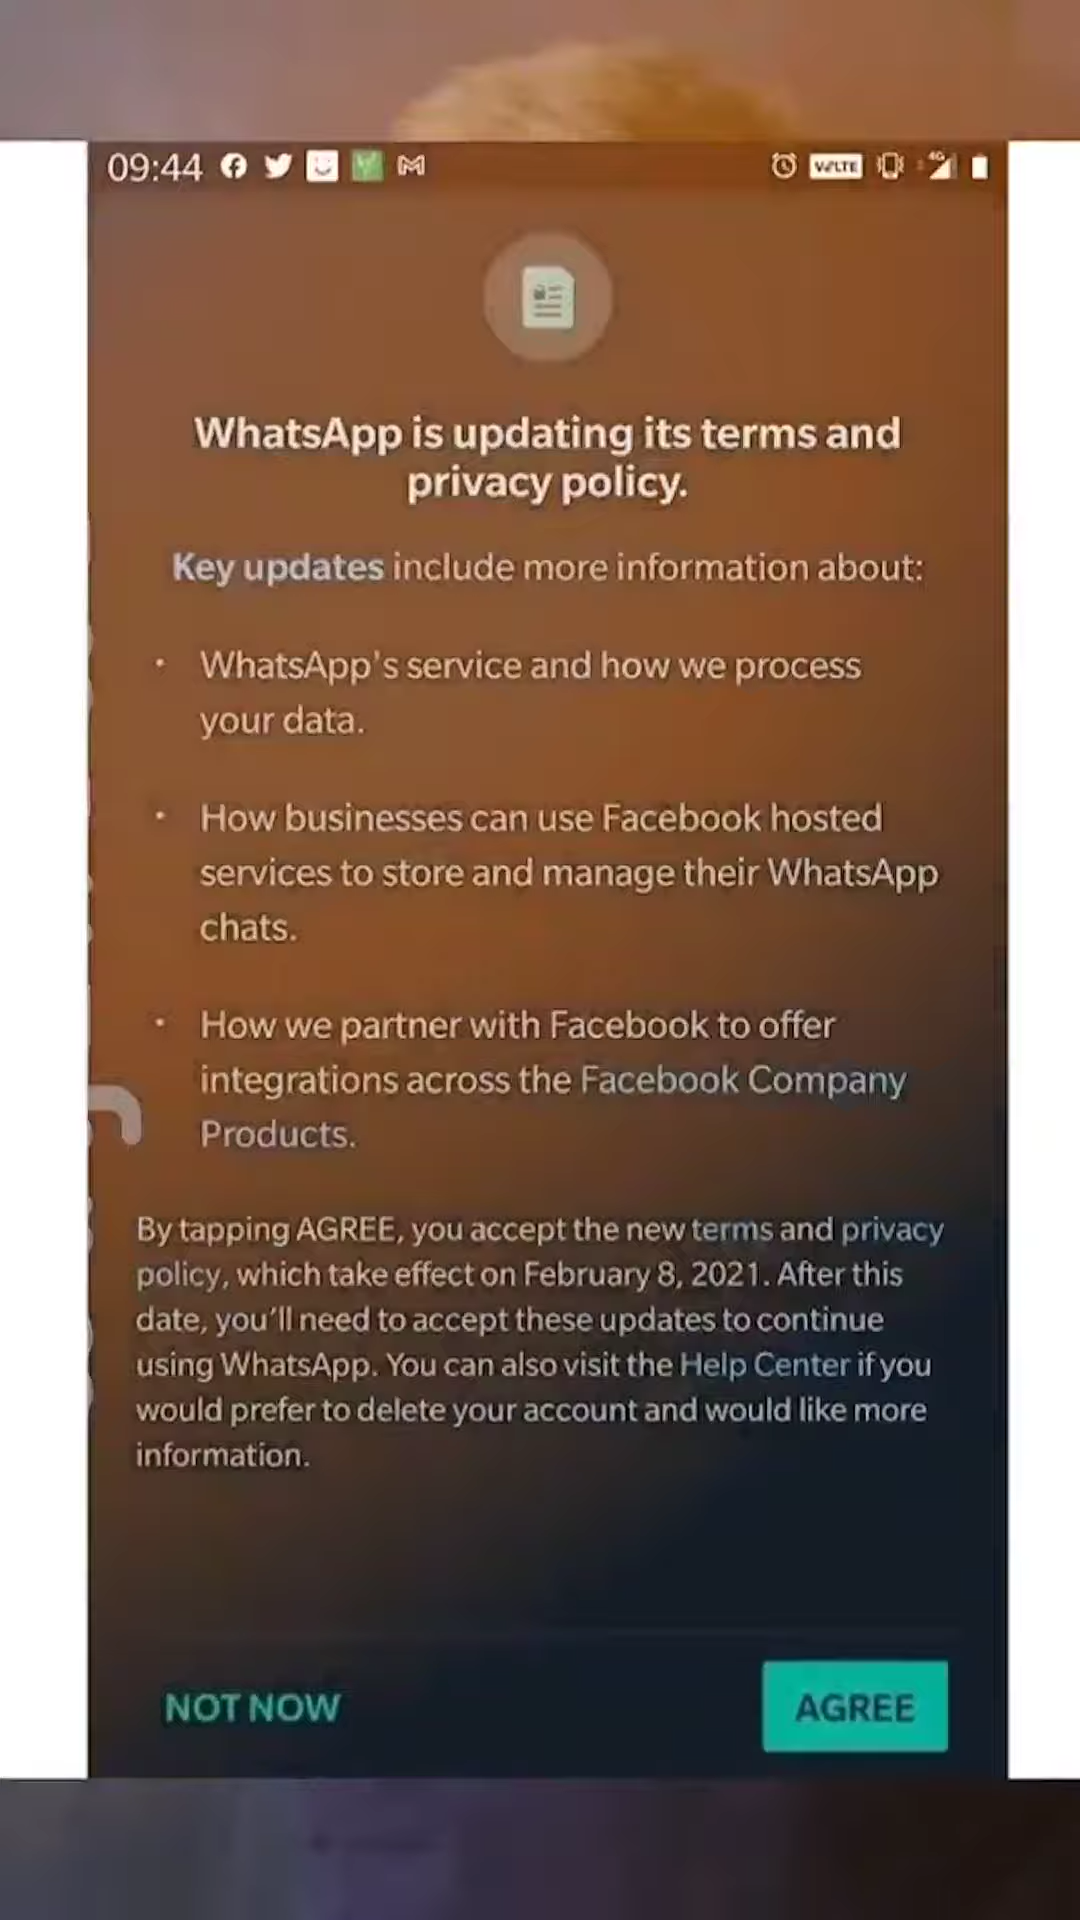 09:44
VoLTE
4G
WhatsApp is updating its terms and
privacy policy.
Key updates include more information about:
• WhatsApp's service and how we process
your data.
• How businesses can use Facebook hosted
services to store and manage their WhatsApp
chats.
• How we partner with Facebook to offer
integrations across the Facebook Company
Products.
By tapping AGREE, you accept the new terms and privacy
policy, which take effect on February 8, 2021. After this
date, you'll need to accept these updates to continue
using WhatsApp. You can also visit the Help Center if you
would prefer to delete your account and would like more
information.
NOT NOW
AGREE